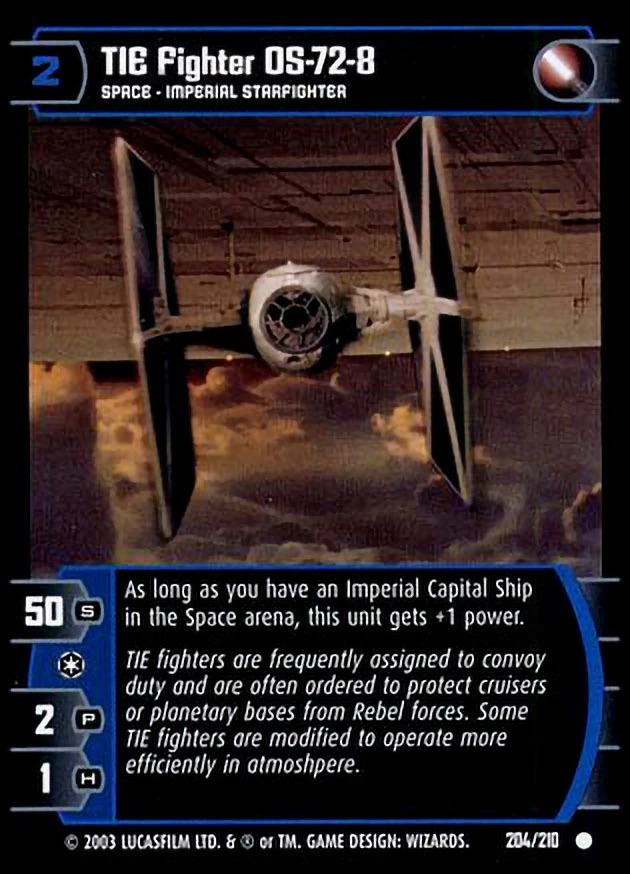 2
TIE Fighter OS-72-8
SPACE - IMPERIAL STARFIGHTER
50 S
As long as you have an Imperial Capital Ship
in the Space arena, this unit gets +1 power.
TIE fighters are frequently assigned to convoy
duty and are often ordered to protect cruisers
or planetary bases from Rebel forces. Some
TIE fighters are modified to operate more
efficiently in atmoshpere.
2 P
1 H
© 2003 LUCASFILM LTD. & ® or TM. GAME DESIGN: WIZARDS. 204/210